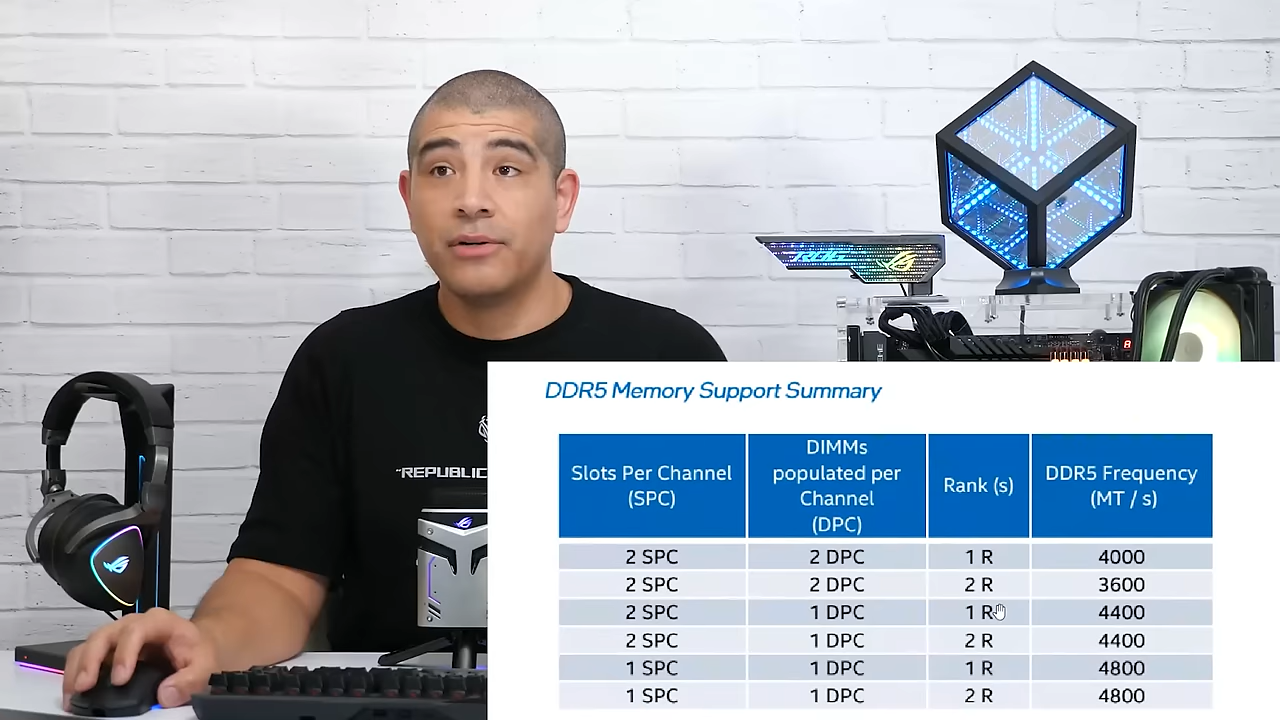 ROG
"REPUBLIC
DDR5 Memory Support Summary
Slots Per Channel
(SPC)
DIMMs
populated per
Channel
(DPC)
Rank (s)
DDR5 Frequency
(MT / s)
2 SPC 2 DPC 1 R 4000
2 SPC 2 DPC 2 R 3600
2 SPC 1 DPC 1 R 4400
2 SPC 1 DPC 2 R 4400
1 SPC 1 DPC 1 R 4800
1 SPC 1 DPC 2 R 4800